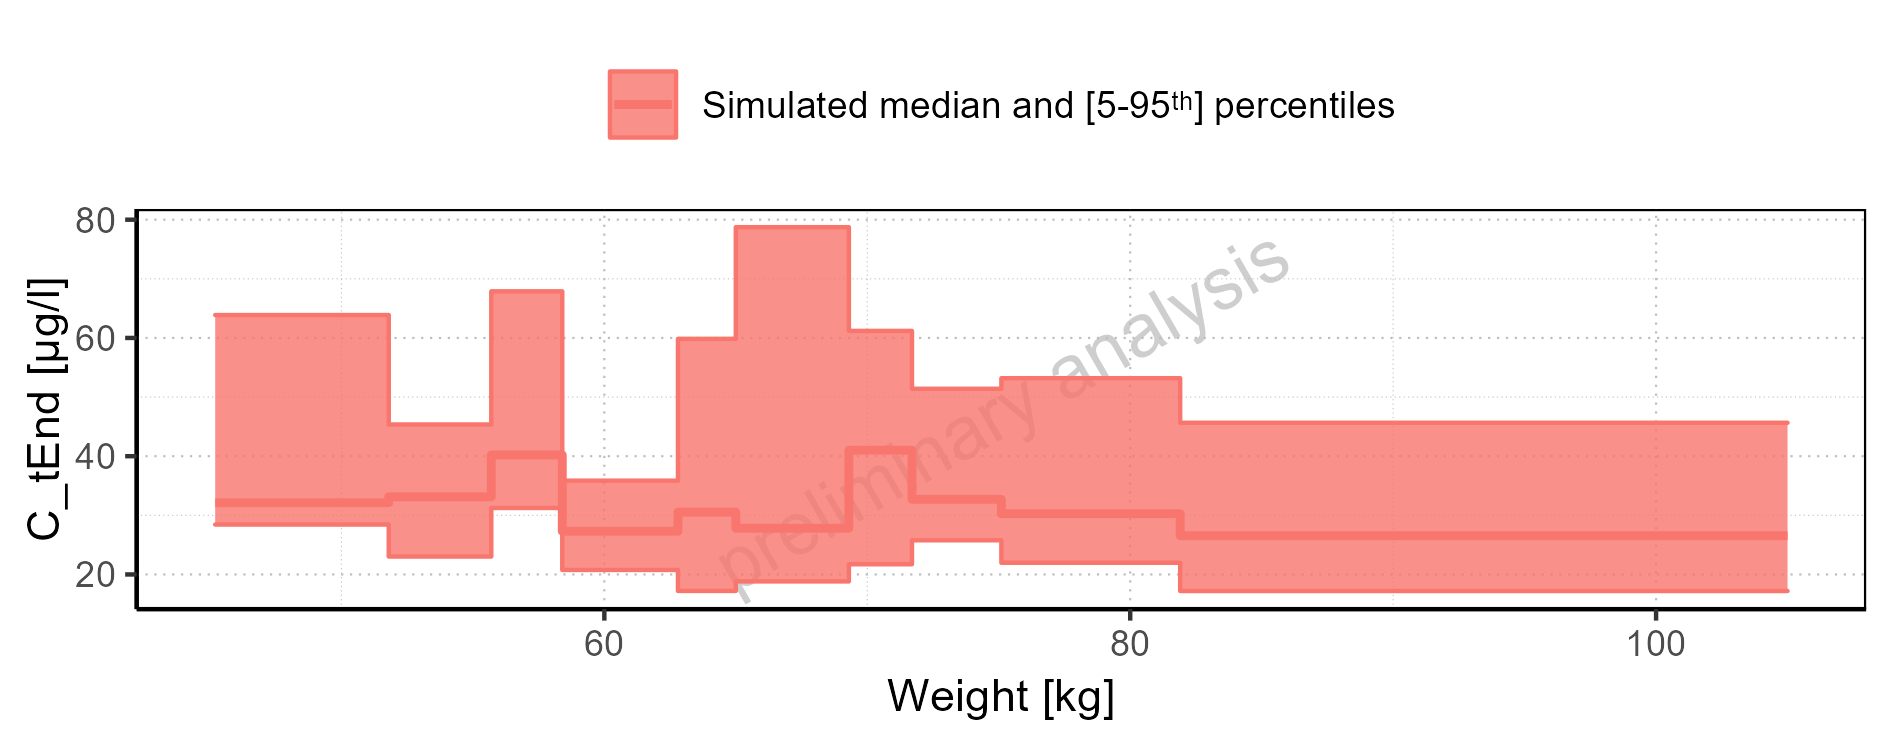 Simulated median and [5-95th] percentiles
C_tEnd [µg/l]
80
60
40
20
preliminary analysis
60 80 100
Weight [kg]